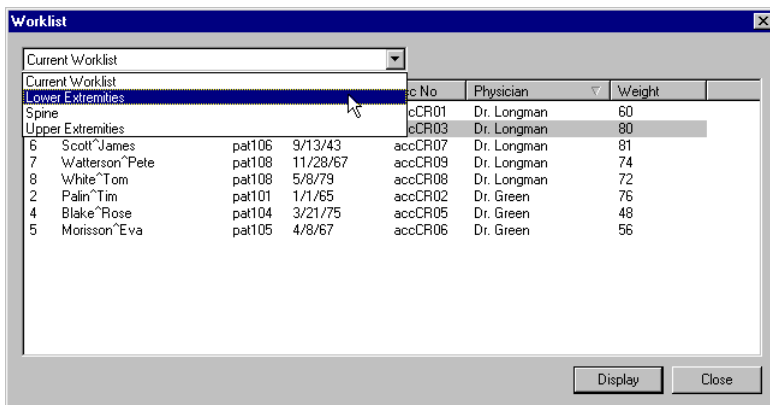 Worklist
Current Worklist
Current Worklist
Lower Extremities
Spine
Upper Extremities
No Physician Weight
accCR01 Dr. Longman 60
accCR03 Dr. Longman 80
6 Scott^James pat106 9/13/43 accCR07 Dr. Longman 81
7 Watterson^Pete pat108 11/28/67 accCR09 Dr. Longman 74
8 White^Tom pat108 5/8/79 accCR08 Dr. Longman 72
2 Palin^Tim pat101 1/1/65 accCR02 Dr. Green 76
4 Blake^Rose pat104 3/21/75 accCR05 Dr. Green 48
5 Morisson^Eva pat105 4/8/67 accCR06 Dr. Green 56
Display Close